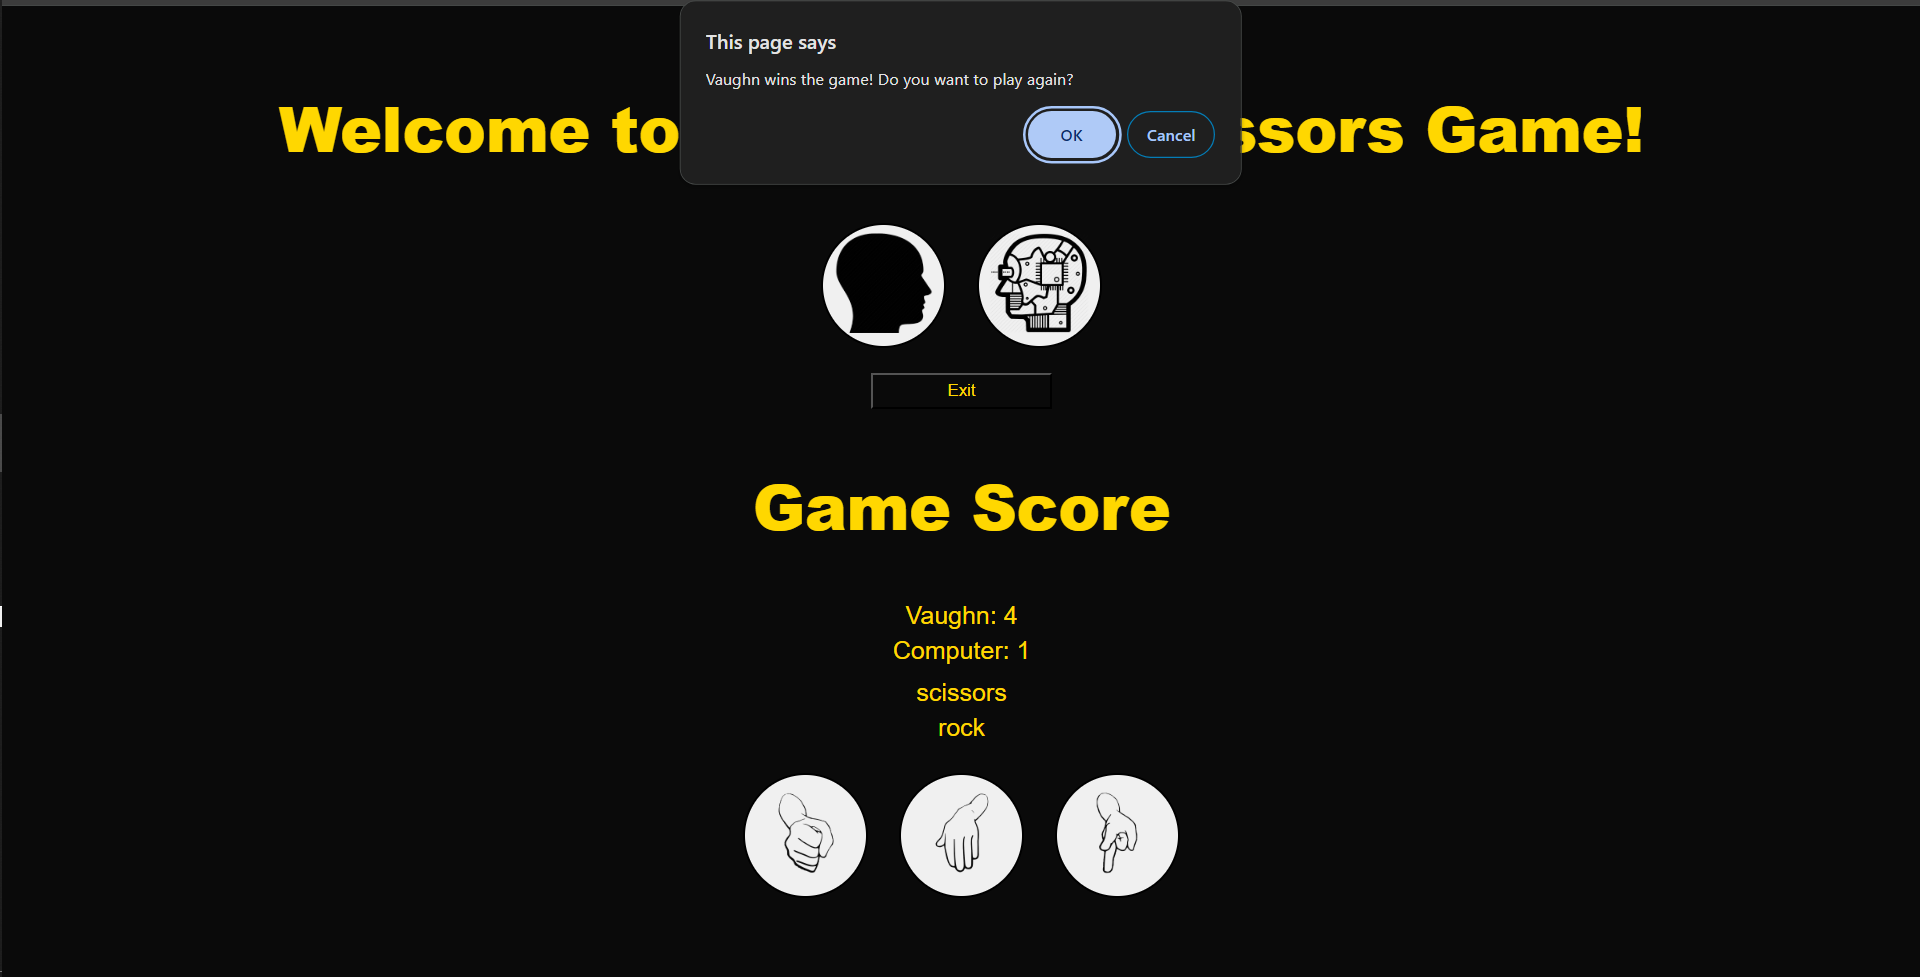 This page says
Vaughn wins the game! Do you want to play again?
OK Cancel
Welcome to ssors Game!
Exit
Game Score
Vaughn: 4
Computer: 1
scissors
rock